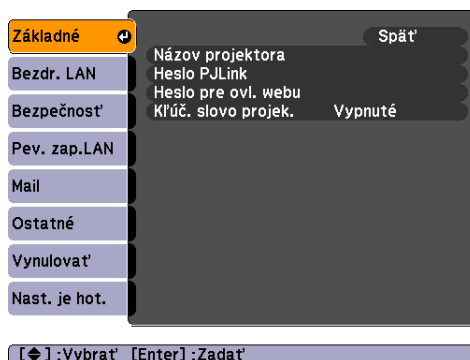 Základné
Späť
Názov projektora
Bezdr. LAN
Heslo PJLink
Heslo pre ovl. webu
Bezpečnosť
Kľúč. slovo projek. Vypnuté
Pev. zap.LAN
Mail
Ostatné
Vynulovať
Nast. je hot.
[◆] :Vybrať [Enter] :Zadať